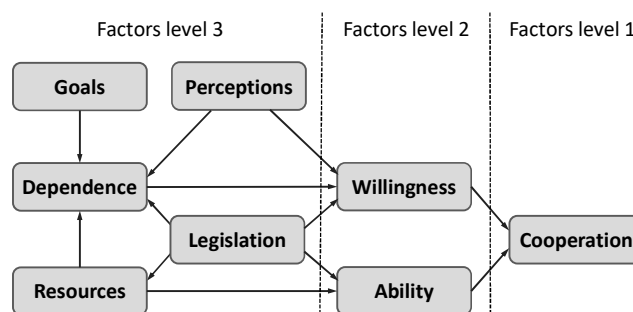 Factors level 3
Factors level 2
Factors level 1
Goals
Perceptions
Dependence
Willingness
Legislation
Cooperation
Resources
Ability